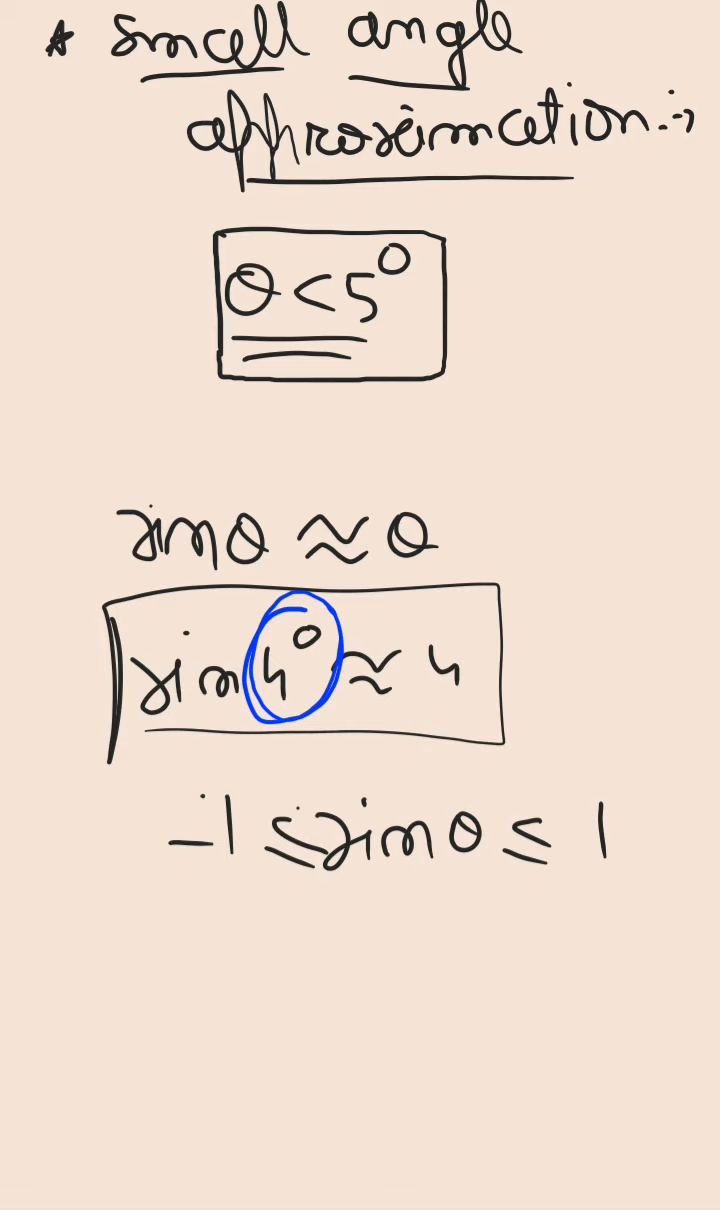 * small angle
approximation :→
θ < 5°
sinθ ≈ θ
sin 4° ≈ 4
-1 ≤ sinθ ≤ 1